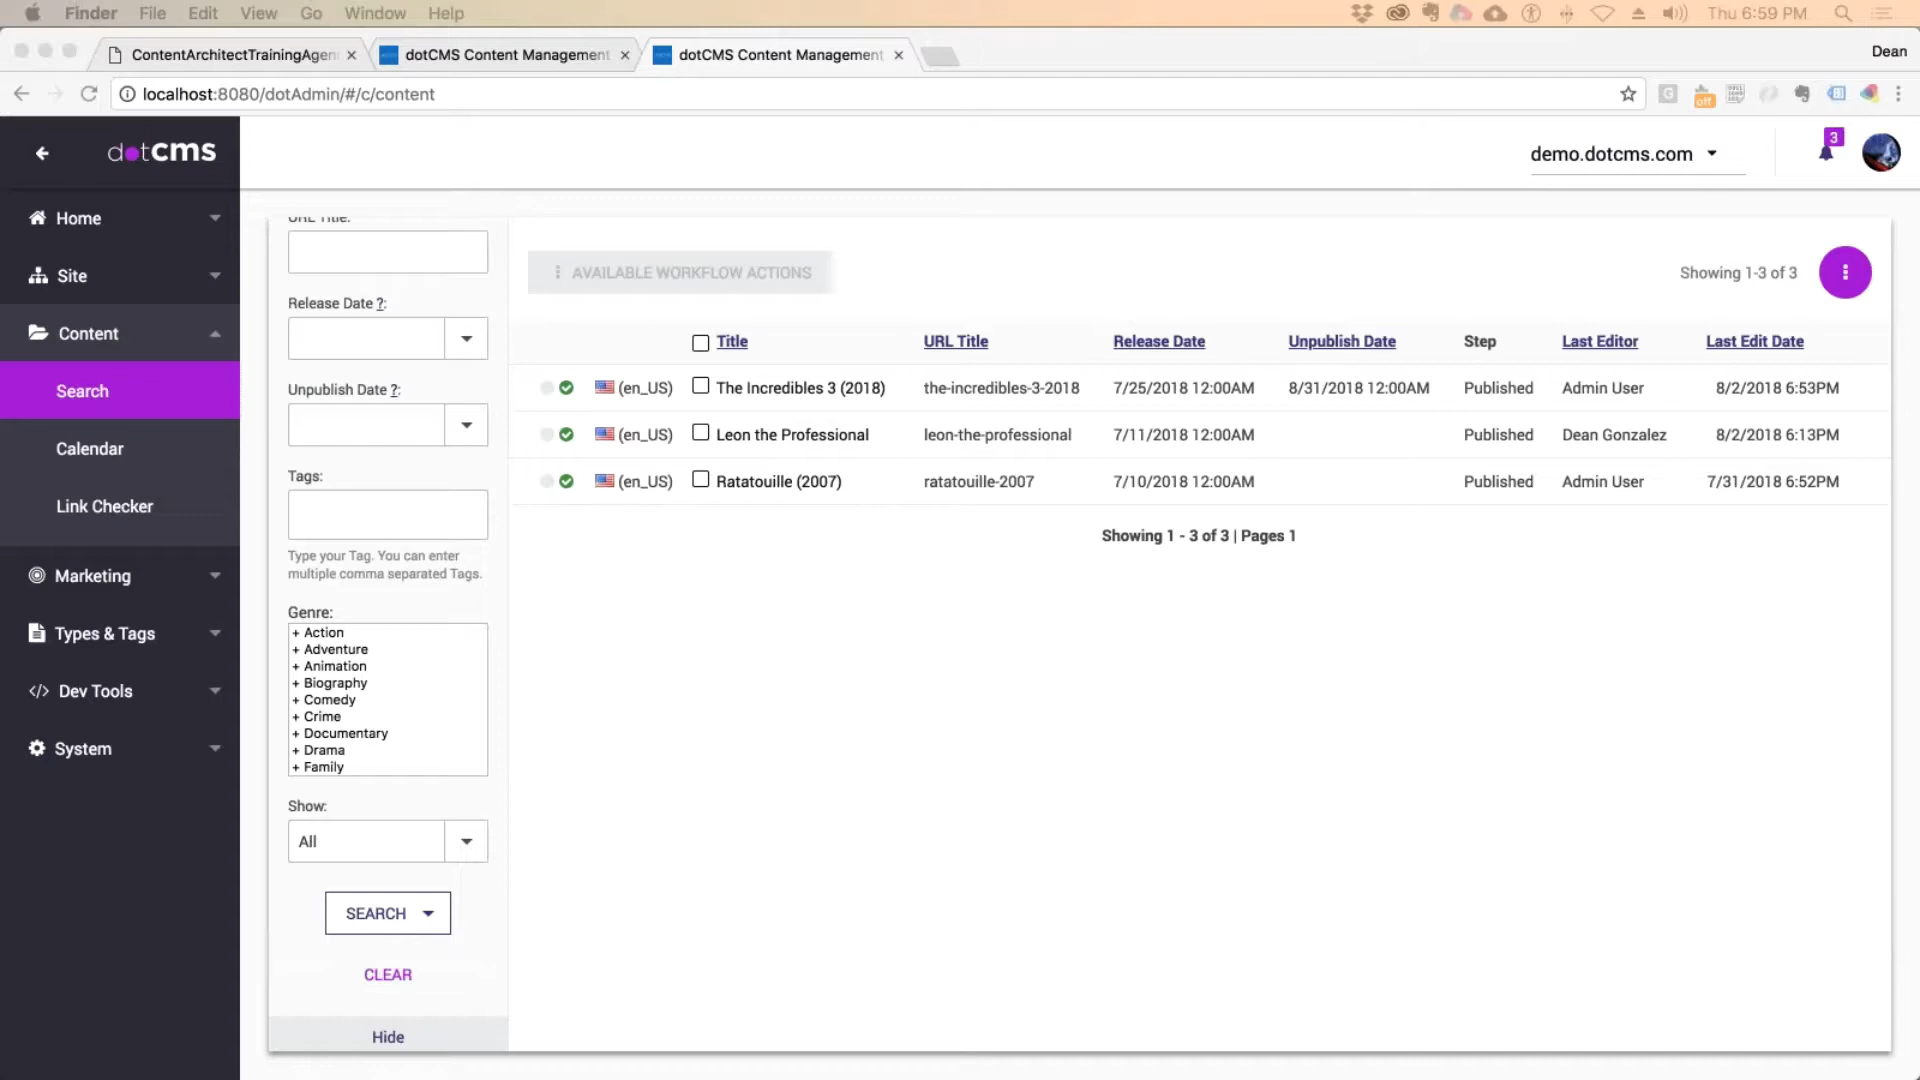 Finder File Edit View Go Window Help Thu 6:59 PM
ContentArchitectTrainingAgen dotCMS Content Management dotCMS Content Management Dean
localhost:8080/dotAdmin/#/c/content
off
dotCMS
demo.dotcms.com 3
Home
Site
Content
Search
Calendar
Link Checker
Marketing
Types & Tags
Dev Tools
System
URL Title:
Release Date ?:
Unpublish Date ?:
Tags:
Type your Tag. You can enter
multiple comma separated Tags.
Genre:
+ Action
+ Adventure
+ Animation
+ Biography
+ Comedy
+ Crime
+ Documentary
+ Drama
+ Family
Show:
All
SEARCH
CLEAR
Hide
AVAILABLE WORKFLOW ACTIONS Showing 1-3 of 3
Title URL Title Release Date Unpublish Date Step Last Editor Last Edit Date
(en_US) The Incredibles 3 (2018) the-incredibles-3-2018 7/25/2018 12:00AM 8/31/2018 12:00AM Published Admin User 8/2/2018 6:53PM
(en_US) Leon the Professional leon-the-professional 7/11/2018 12:00AM Published Dean Gonzalez 8/2/2018 6:13PM
(en_US) Ratatouille (2007) ratatouille-2007 7/10/2018 12:00AM Published Admin User 7/31/2018 6:52PM
Showing 1 - 3 of 3 | Pages 1